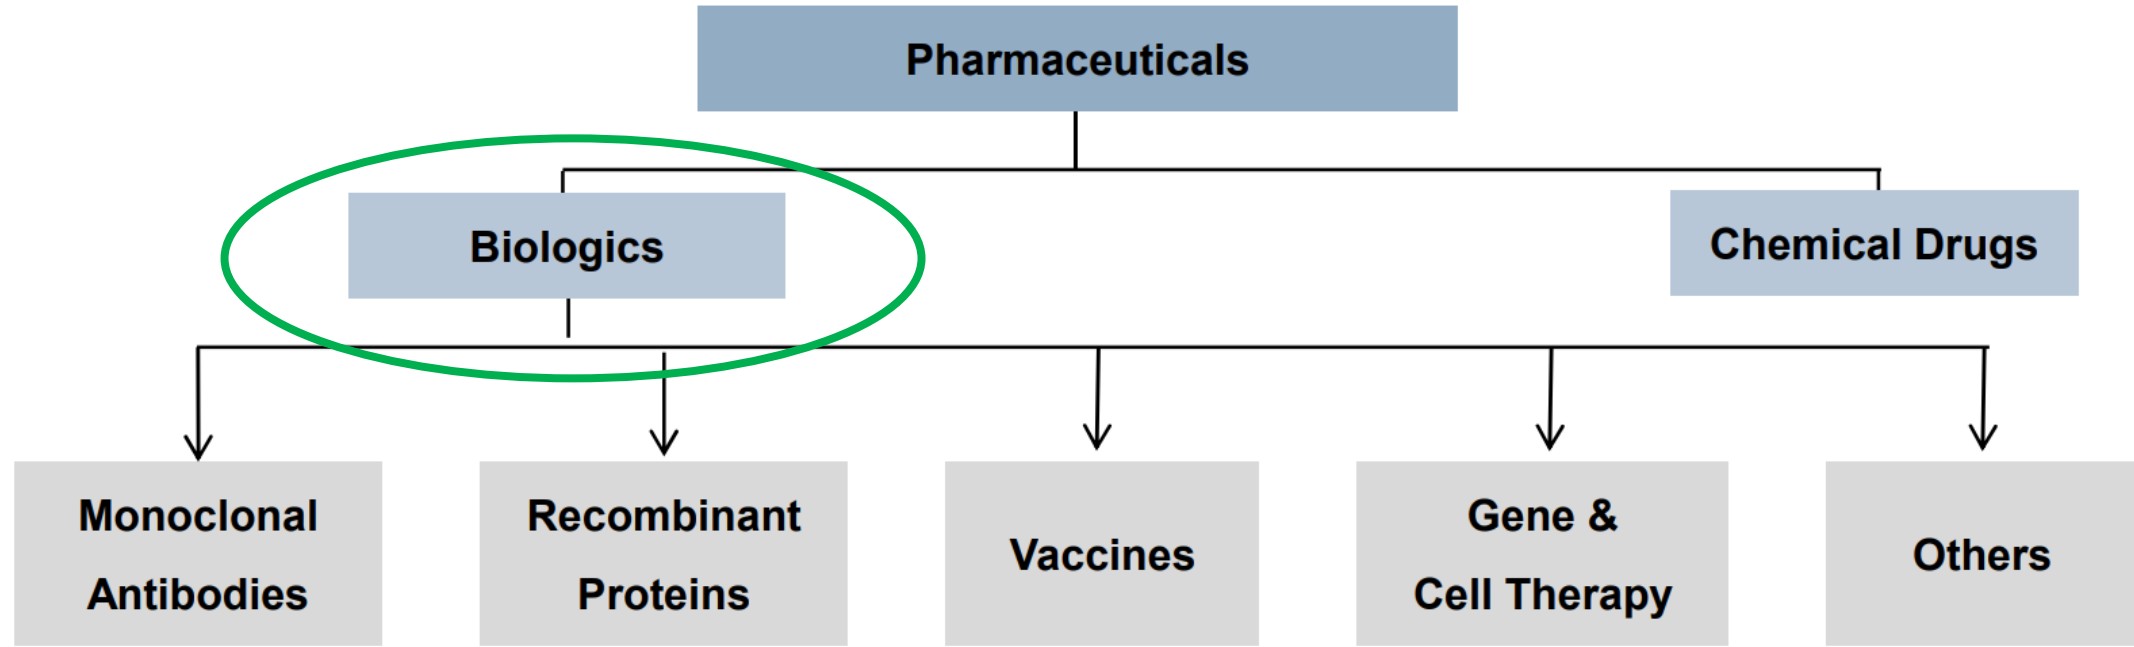 Pharmaceuticals
Biologics
Chemical Drugs
Monoclonal
Antibodies
Recombinant
Proteins
Vaccines
Gene &
Cell Therapy
Others